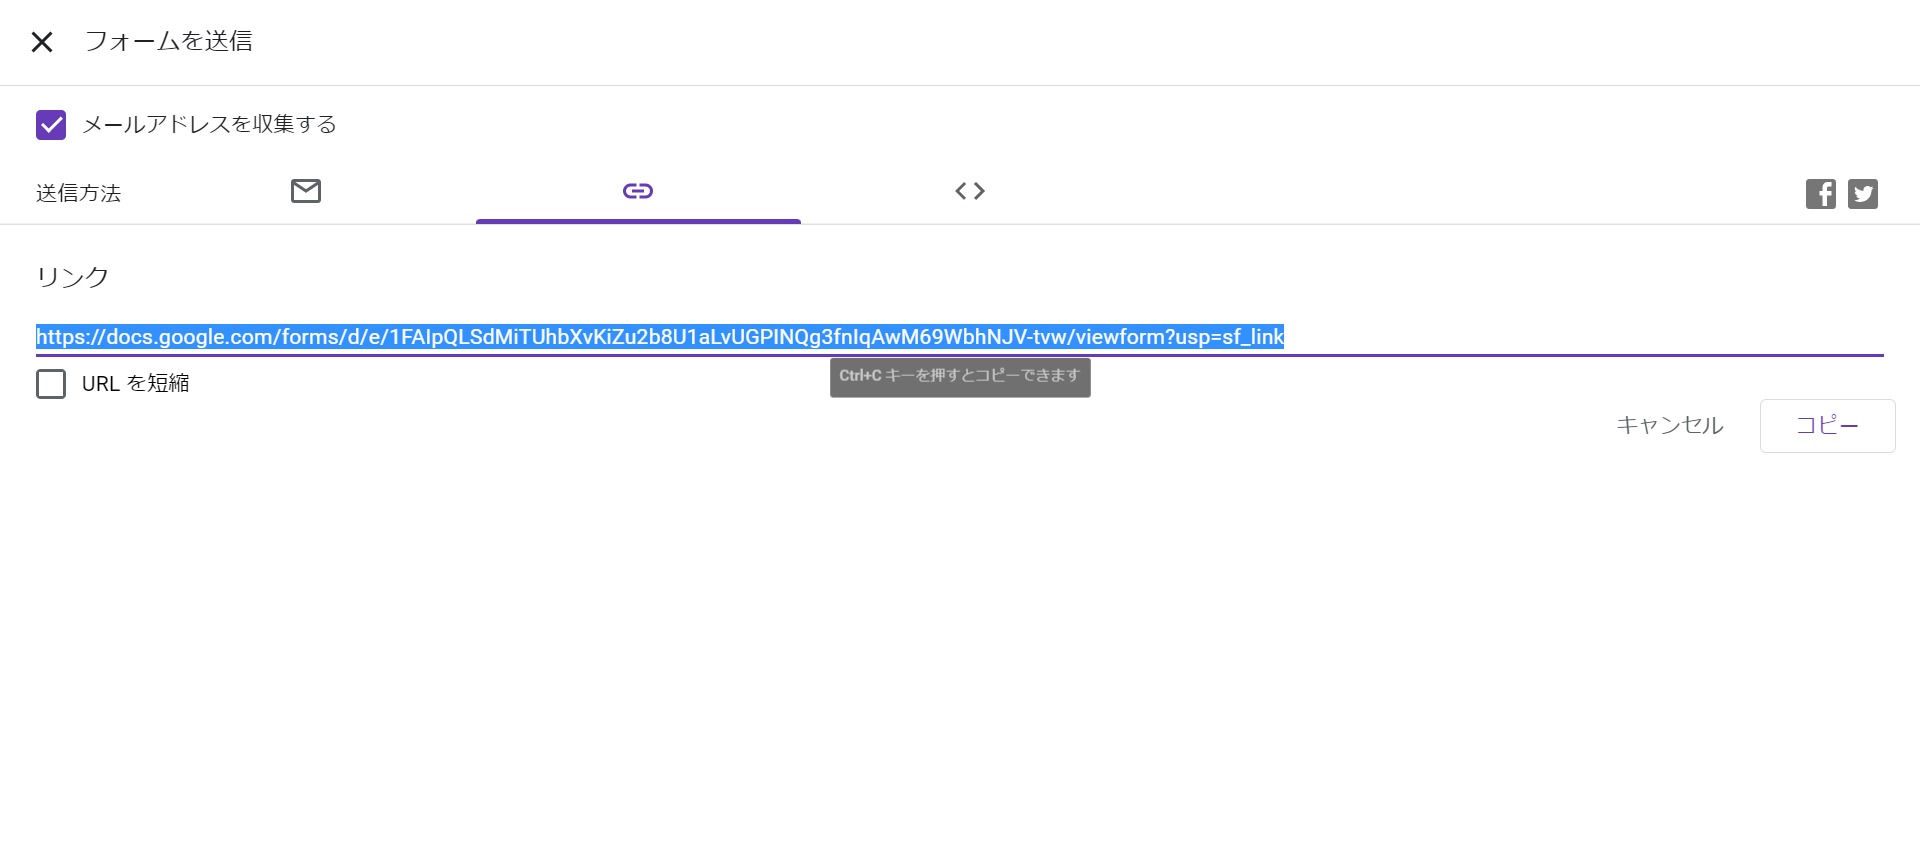 フォームを送信
メールアドレスを収集する
送信方法
リンク
https://docs.google.com/forms/d/e/1FAIpQLSdMiTUhbXvKiZu2b8U1aLvUGPINQg3fnIqAwM69WbhNJV-tvw/viewform?usp=sf_link
Ctrl+C キーを押すとコピーできます
URL を短縮
キャンセル
コピー